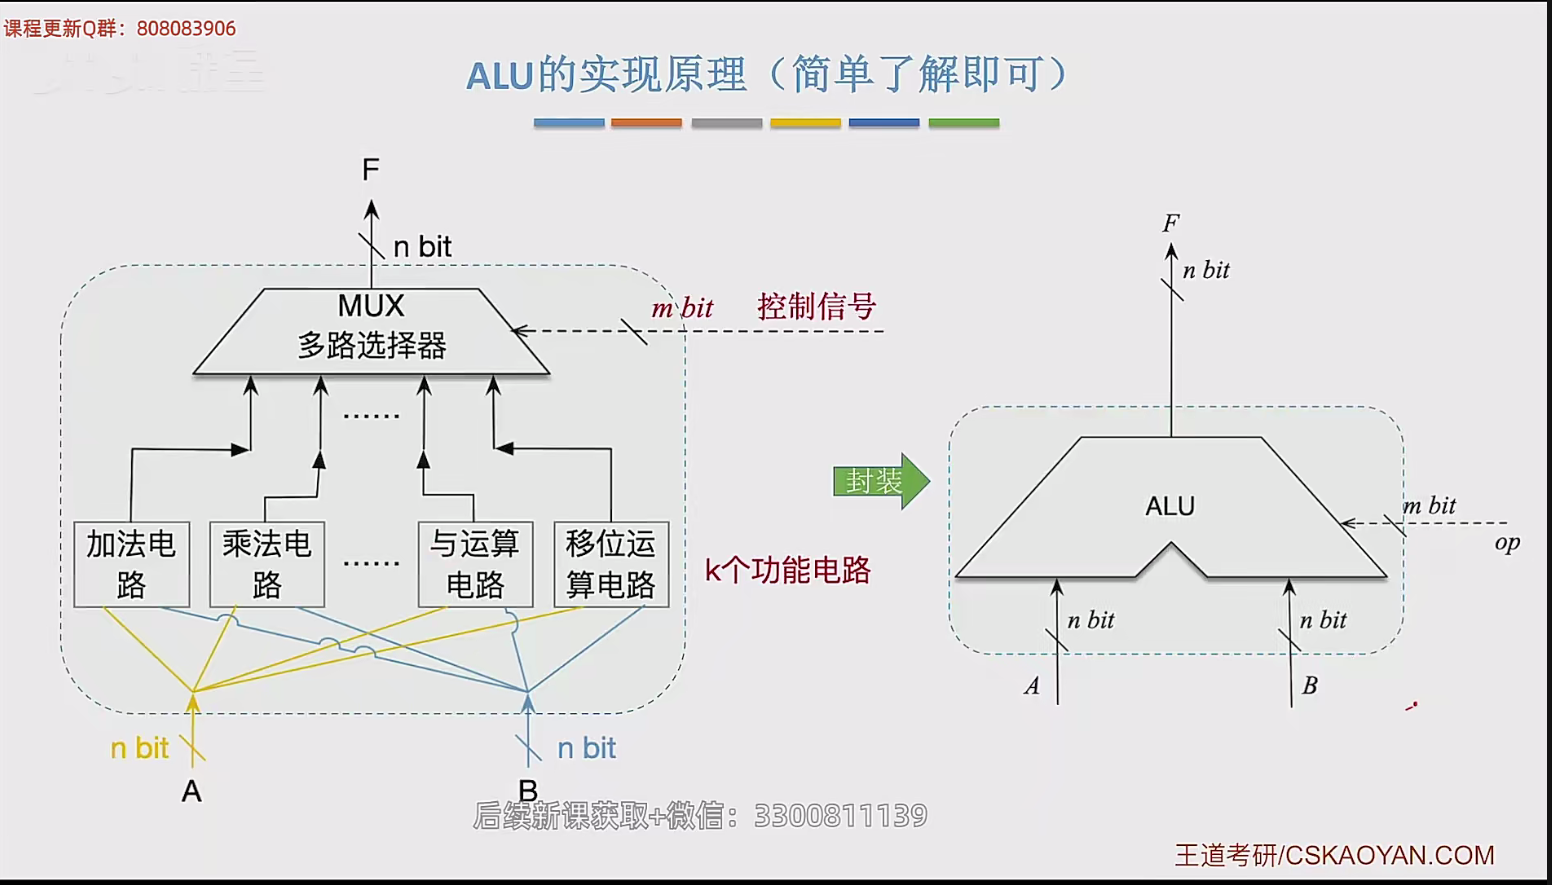 课程更新Q群：808083906
ALU的实现原理（简单了解即可）
F
n bit
MUX
多路选择器
m bit 控制信号
......
加法电
路
乘法电
路
......
与运算
电路
移位运
算电路
k个功能电路
n bit
n bit
A
B
封装
F
n bit
ALU
m bit
op
n bit
n bit
A
B
后续新课获取+微信：3300811139
王道考研/CSKAOYAN.COM